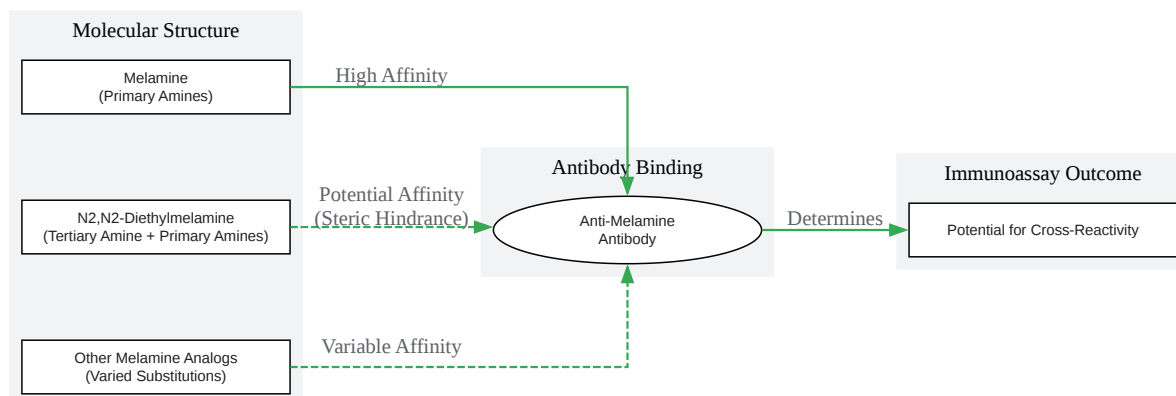 Molecular Structure
Melamine
(Primary Amines)
High Affinity
N2,N2-Diethylmelamine
(Tertiary Amine + Primary Amines)
Potential Affinity
(Steric Hindrance)
Other Melamine Analogs
(Varied Substitutions)
Variable Affinity
Antibody Binding
Anti-Melamine
Antibody
Determines
Immunoassay Outcome
Potential for Cross-Reactivity